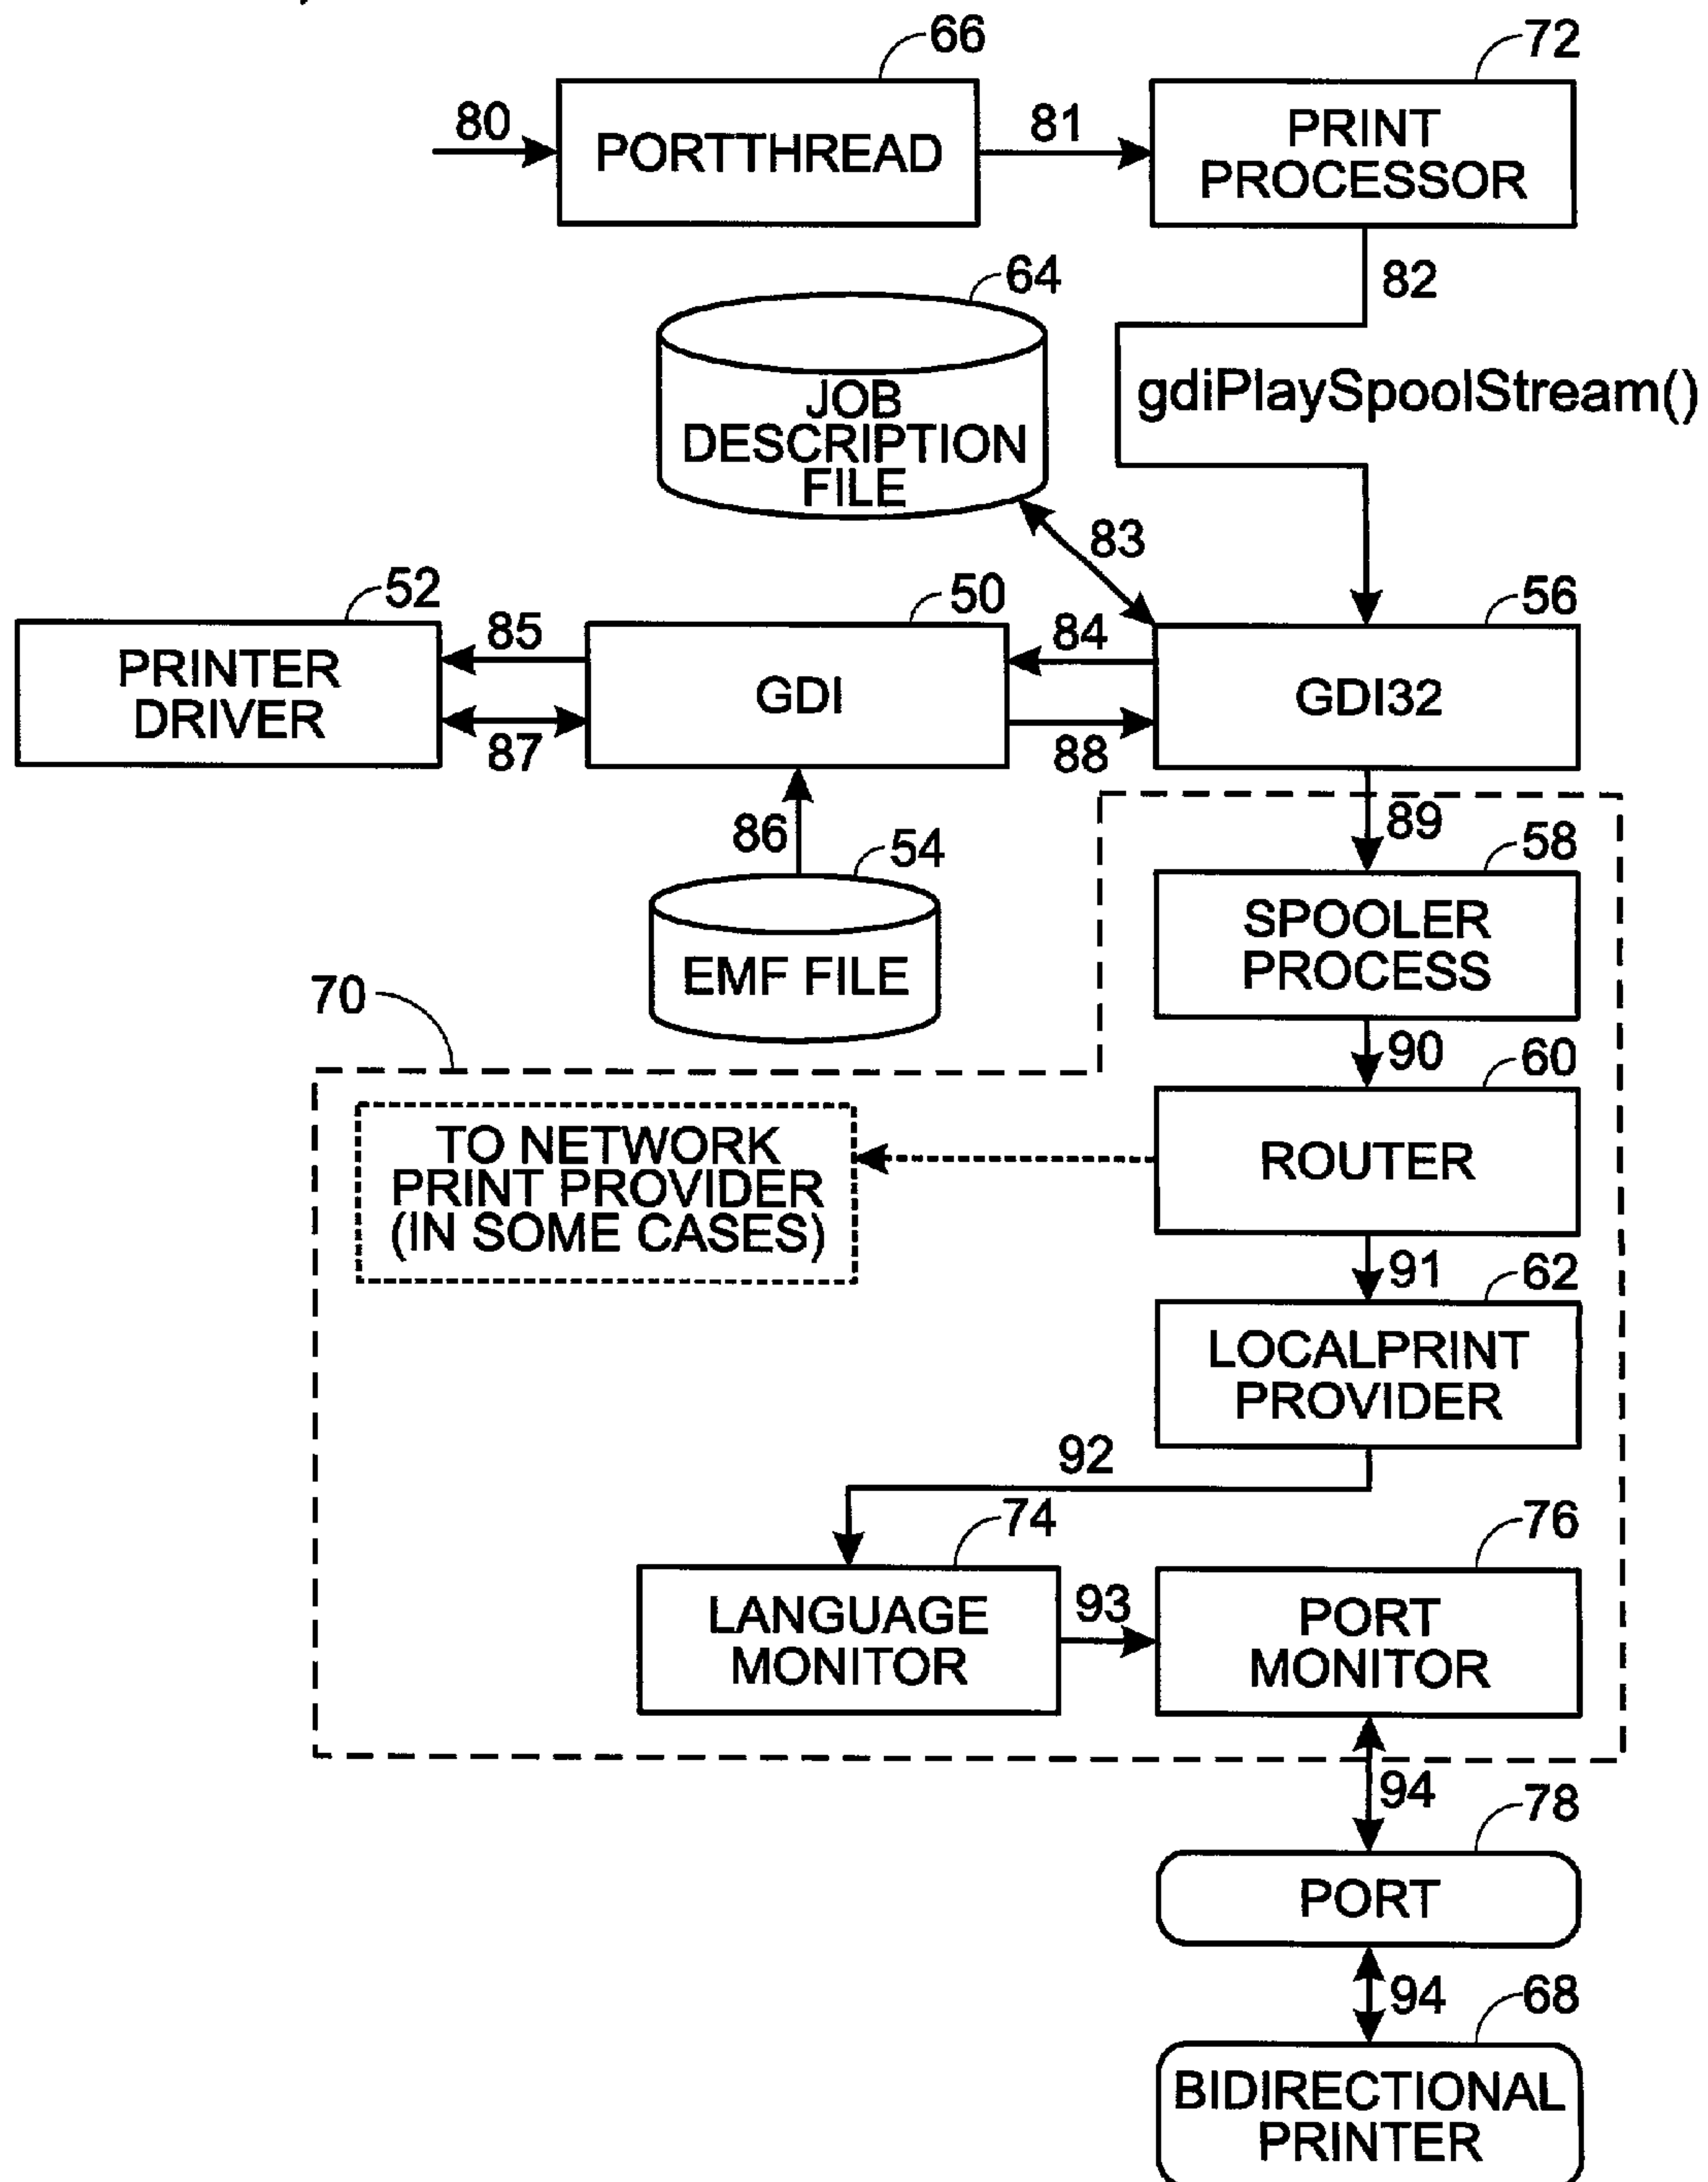 66
72
80
PORTTHREAD
81
PRINT
PROCESSOR
82
64
JOB
DESCRIPTION
FILE
gdiPlaySpoolStream()
83
52
50
56
85
84
PRINTER
DRIVER
GDI
GDI32
87
88
86
54
89
58
EMF FILE
SPOOLER
PROCESS
70
90
60
TO NETWORK
PRINT PROVIDER
(IN SOME CASES)
ROUTER
91
62
LOCALPRINT
PROVIDER
92
74
76
LANGUAGE
MONITOR
93
PORT
MONITOR
94
78
PORT
94
68
BIDIRECTIONAL
PRINTER